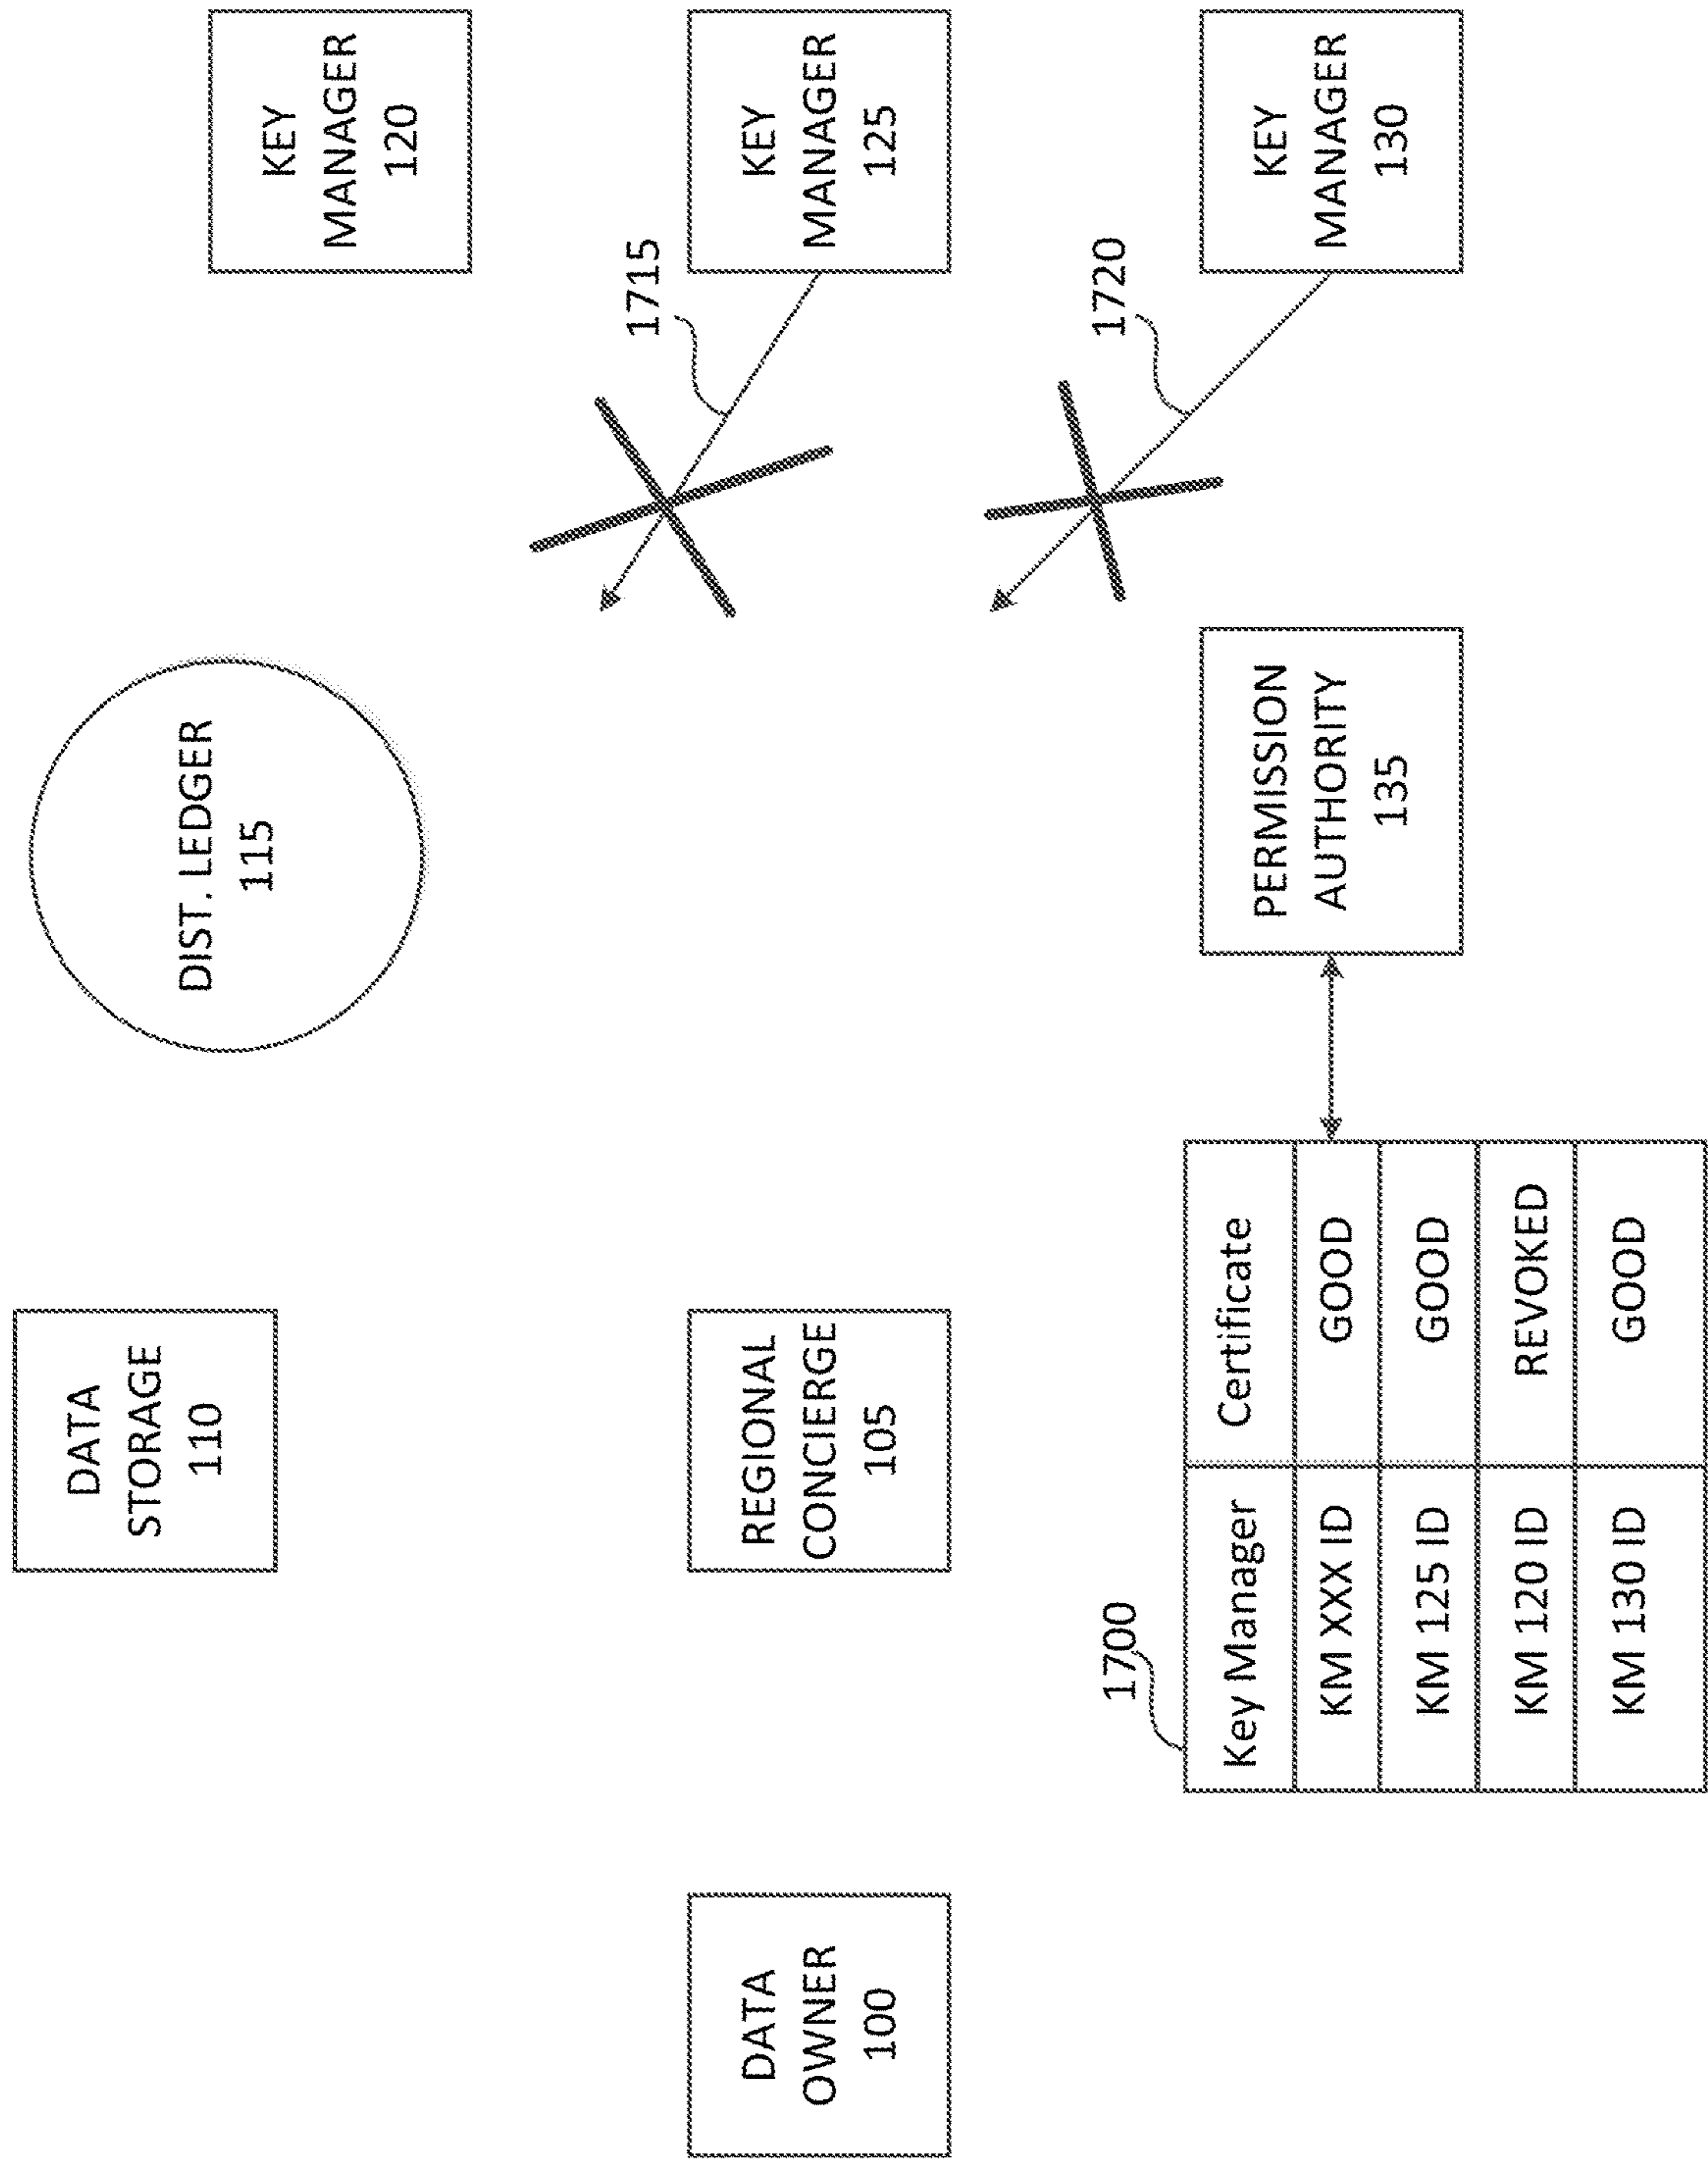 DATA
STORAGE
110
DIST. LEDGER
115
KEY
MANAGER
120
DATA
OWNER
100
REGIONAL
CONCIERGE
105
1715
KEY
MANAGER
125
1700
Key Manager Certificate
KM XXX ID GOOD
KM 125 ID GOOD
KM 120 ID REVOKED
KM 130 ID GOOD
PERMISSION
AUTHORITY
135
1720
KEY
MANAGER
130